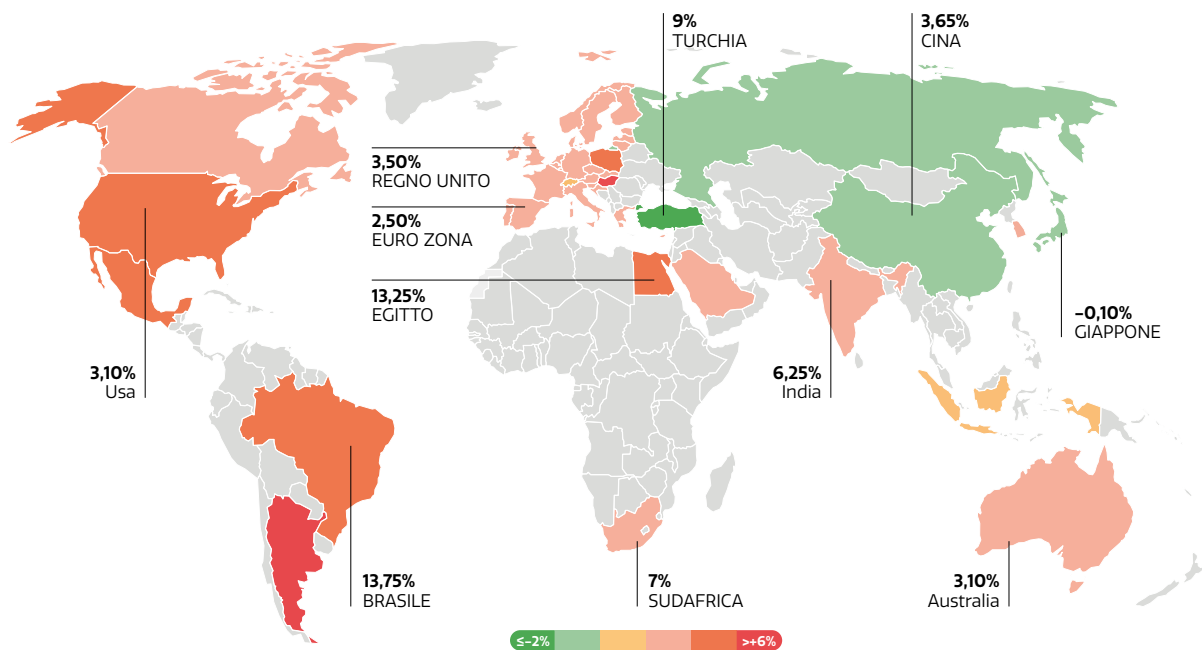 9%
TURCHIA
3,65%
CINA
3,50%
REGNO UNITO
2,50%
EURO ZONA
13,25%
EGITTO
−0,10%
GIAPPONE
3,10%
Usa
6,25%
India
13,75%
BRASILE
7%
SUDAFRICA
3,10%
Australia
≤−2%
>+6%